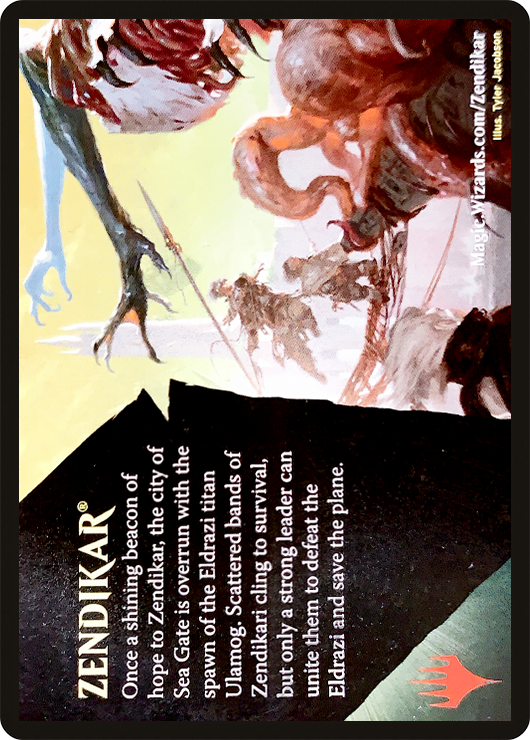 ZENDIKAR®
Once a shining beacon of
hope to Zendikar, the city of
Sea Gate is overrun with the
spawn of the Eldrazi titan
Ulamog. Scattered bands of
Zendikari cling to survival,
but only a strong leader can
unite them to defeat the
Eldrazi and save the plane.
Magic.Wizards.com/Zendikar
Illus. Tyler Jacobson